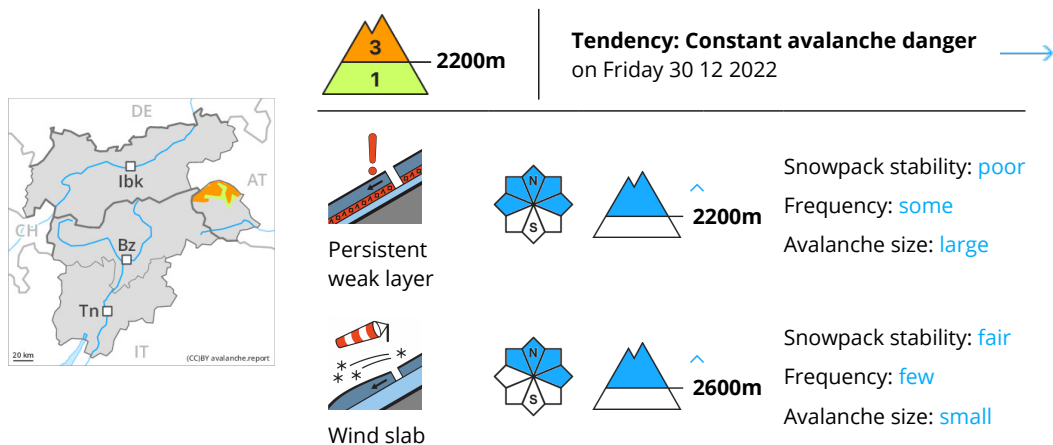 3
1
2200m
Tendency: Constant avalanche danger
on Friday 30 12 2022
DE
Ibk
AT
CH
Bz
Tn
IT
20 km
(CC)BY avalanche.report
N
S
2200m
Persistent
weak layer
Snowpack stability: poor
Frequency: some
Avalanche size: large
N
S
2600m
Wind slab
Snowpack stability: fair
Frequency: few
Avalanche size: small